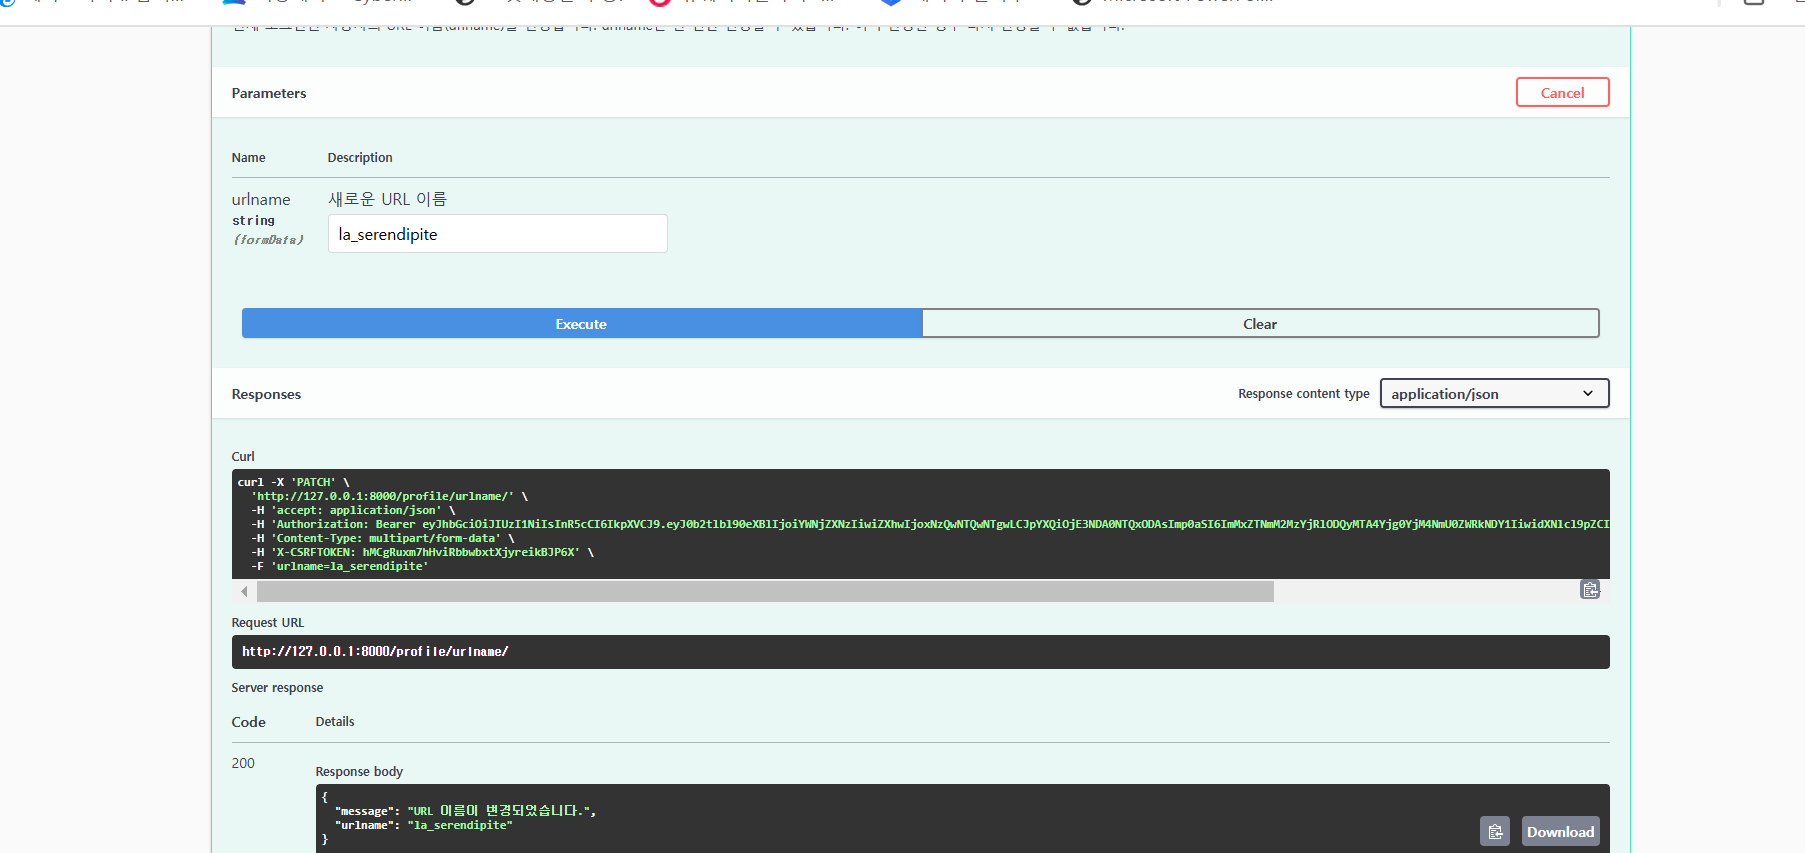 Parameters
Cancel
Name Description
urlname 새로운 URL 이름
string
(formData)
la_serendipite
Execute Clear
Responses Response content type application/json
Curl
curl -X 'PATCH' \
'http://127.0.0.1:8000/profile/urlname/' \
-H 'accept: application/json' \
-H 'Authorization: Bearer
-H 'Content-Type: multipart/form-data' \
-H 'X-CSRFTOKEN: hMCgRuxm7hHviRbbwbxtXjyreikBJP6X' \
-F 'urlname=la_serendipite'
Request URL
http://127.0.0.1:8000/profile/urlname/
Server response
Code Details
200
Response body
{
"message": "URL 이름이 변경되었습니다.",
"urlname": "la_serendipite"
}
Download